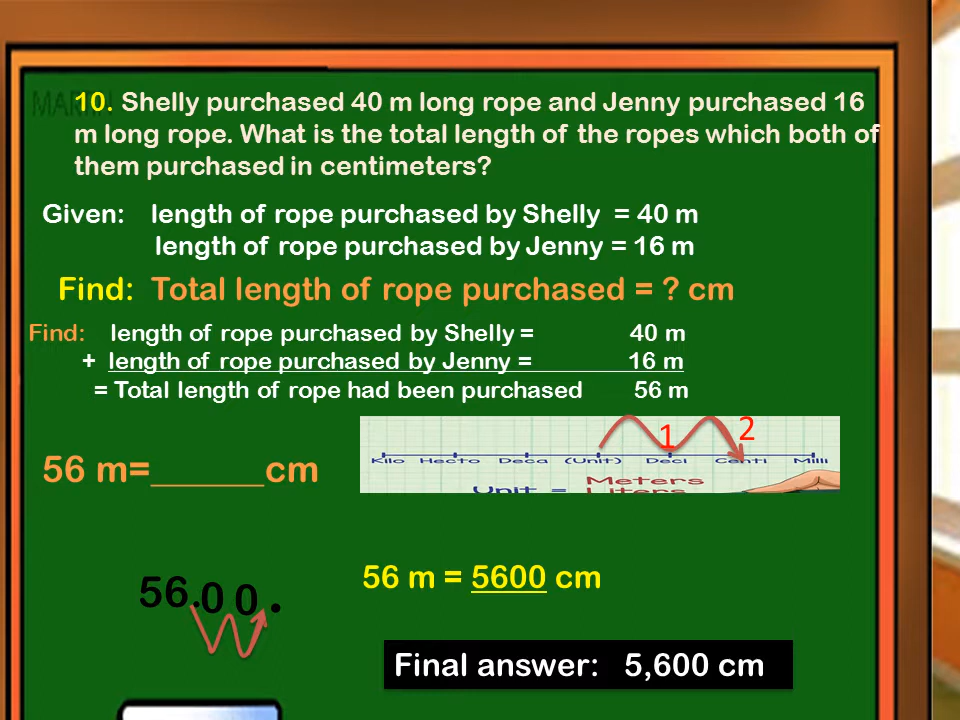 10. Shelly purchased 40 m long rope and Jenny purchased 16
m long rope. What is the total length of the ropes which both of
them purchased in centimeters?
Given: length of rope purchased by Shelly = 40 m
length of rope purchased by Jenny = 16 m
Find: Total length of rope purchased = ? cm
Find: length of rope purchased by Shelly = 40 m
+ length of rope purchased by Jenny = 16 m
= Total length of rope had been purchased 56 m
1 2
Kilo Hecto Deca (Unit) Deci Centi Milli
Unit = Meters
Liters
56 m=______cm
56.00.
56 m = 5600 cm
Final answer: 5,600 cm